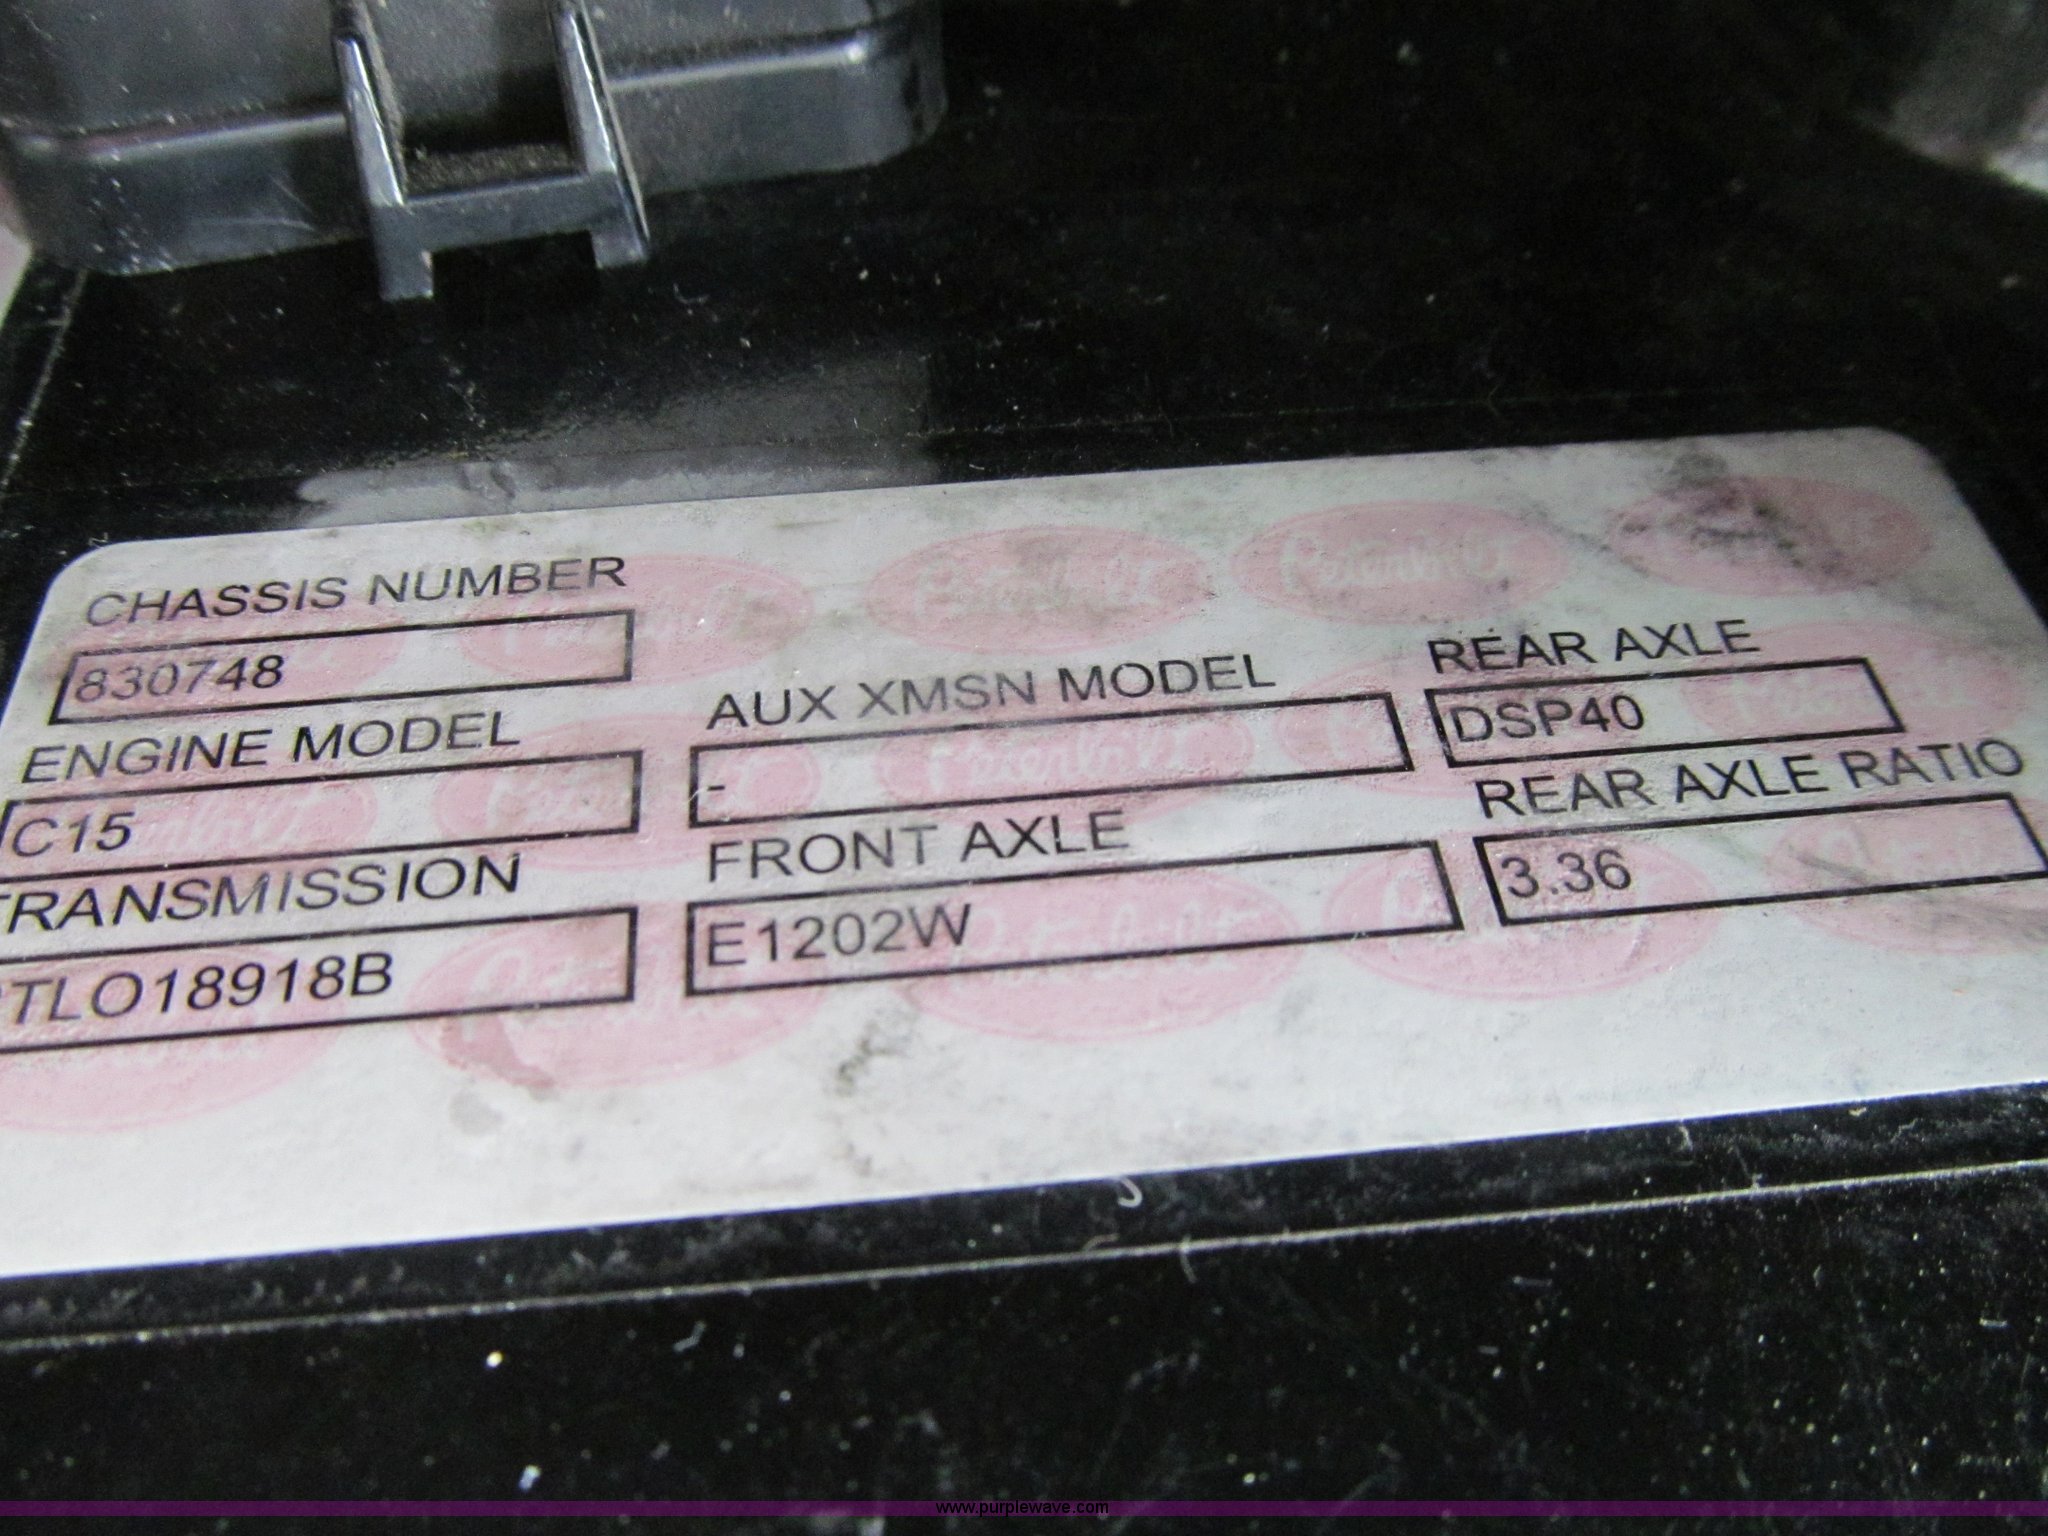 CHASSIS NUMBER
830748
ENGINE MODEL
C15
TRANSMISSION
TLO18918B
AUX XMSN MODEL
-
FRONT AXLE
E1202W
REAR AXLE
DSP40
REAR AXLE RATIO
3.36
Peterbilt
www.purplewave.com